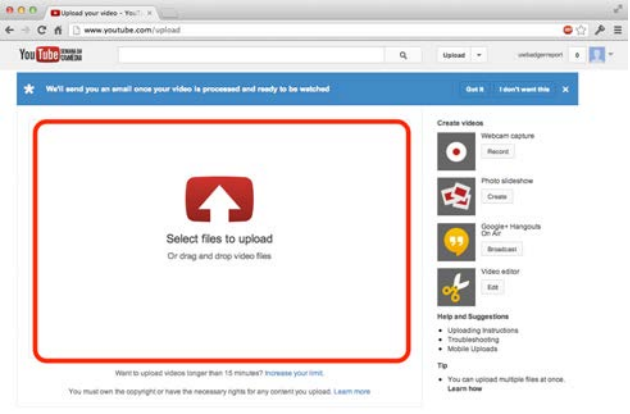 Upload your video - YouT
www.youtube.com/upload
YouTube
Upload
webadgerreport
0
We'll send you an email once your video is processed and ready to be watched
Got it
I don't want this
Select files to upload
Or drag and drop video files
Want to upload videos longer than 15 minutes? Increase your limit.
You must own the copyright or have the necessary rights for any content you upload. Learn more
Create videos
Webcam capture
Record
Photo slideshow
Create
Google+ Hangouts
On Air
Broadcast
Video editor
Edit
Help and Suggestions
Uploading Instructions
Troubleshooting
Mobile Uploads
Tip
You can upload multiple files at once.
Learn how